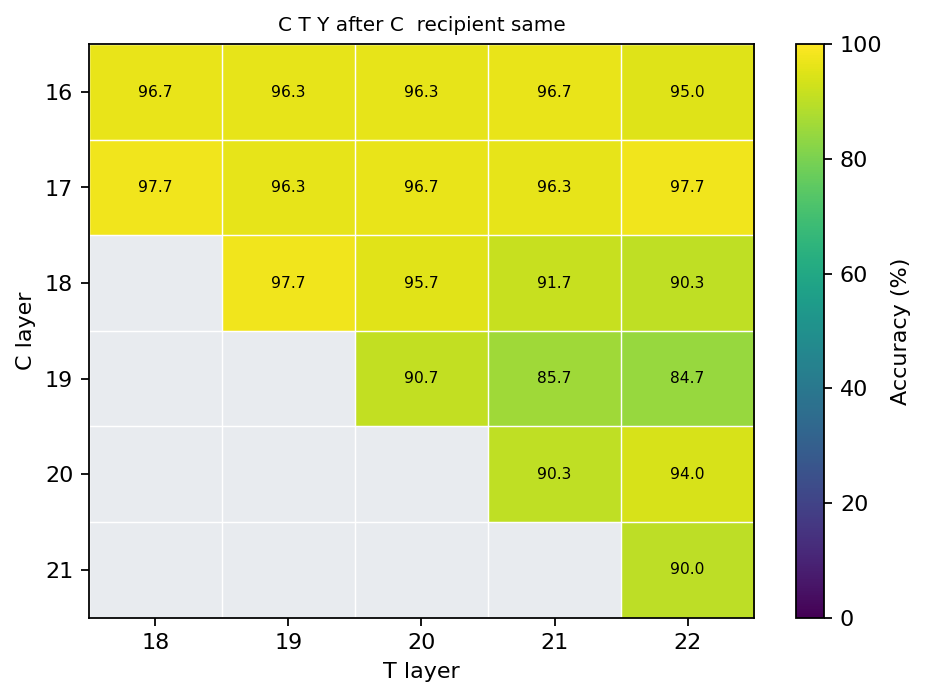 C T Y after C  recipient same
16 96.7 96.3 96.3 96.7 95.0
17 97.7 96.3 96.7 96.3 97.7
18 97.7 95.7 91.7 90.3
19 90.7 85.7 84.7
20 90.3 94.0
21 90.0
18 19 20 21 22
T layer
C layer
100
80
60
40
20
0
Accuracy (%)